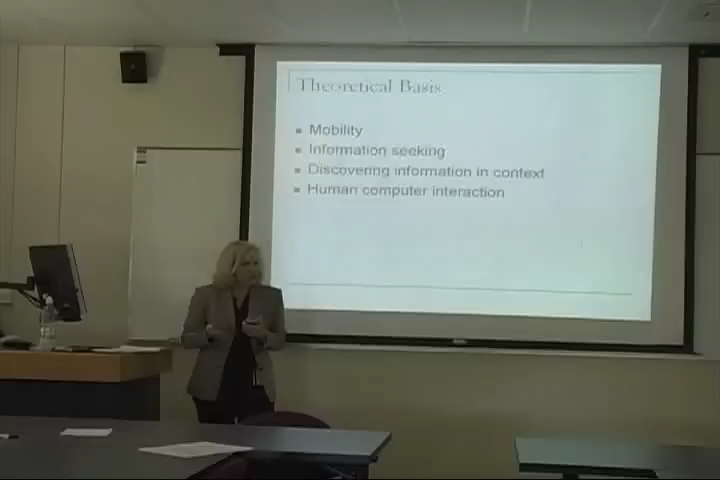 Theoretical Basis
Mobility
Information seeking
Discovering information in context
Human computer interaction